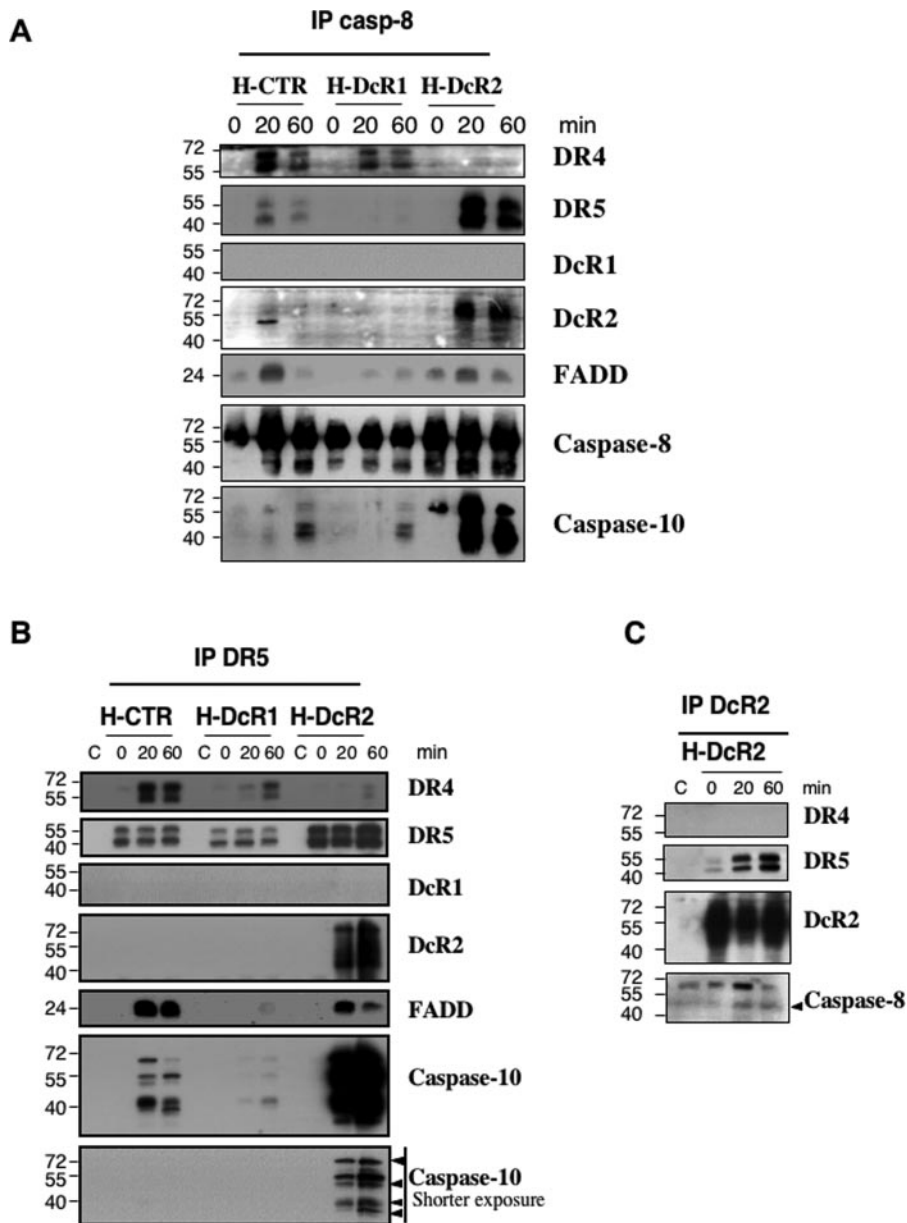 A
IP casp-8
H-CTR H-DcR1 H-DcR2
0 20 60 0 20 60 0 20 60 min
72
55
DR4
55
40
DR5
55
40
DcR1
72
55
40
DcR2
24
FADD
72
55
40
Caspase-8
72
55
40
Caspase-10
B
IP DR5
H-CTR H-DcR1 H-DcR2
C 0 20 60 C 0 20 60 C 0 20 60 min
72
55
DR4
55
40
DR5
55
40
DcR1
72
55
40
DcR2
24
FADD
72
55
40
Caspase-10
72
55
40
Caspase-10
Shorter exposure
C
IP DcR2
H-DcR2
C 0 20 60 min
72
55
DR4
55
40
DR5
72
55
40
DcR2
72
55
40
Caspase-8